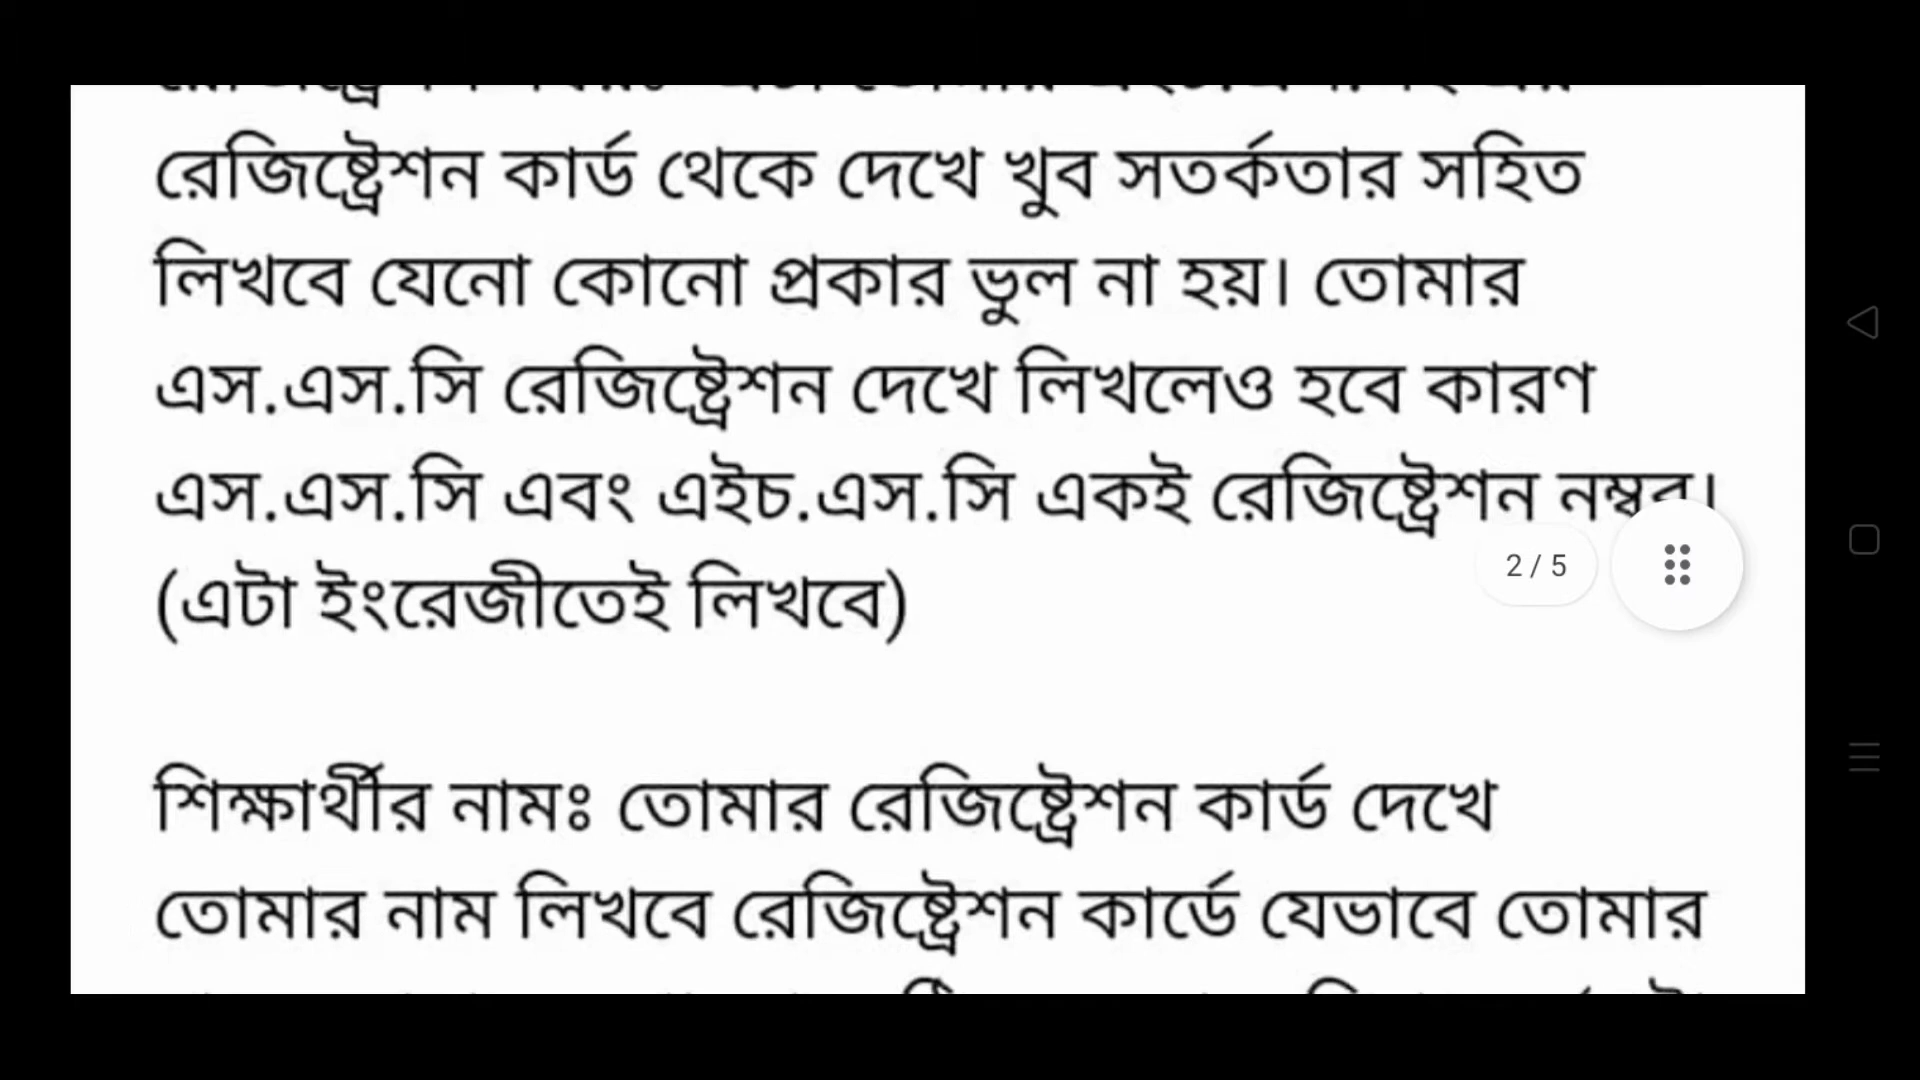 রেজিষ্ট্রেশন কার্ড থেকে দেখে খুব সতর্কতার সহিত
লিখবে যেনো কোনো প্রকার ভুল না হয়। তোমার
এস.এস.সি রেজিষ্ট্রেশন দেখে লিখলেও হবে কারণ
এস.এস.সি এবং এইচ.এস.সি একই রেজিষ্ট্রেশন নম্বর।
(এটা ইংরেজীতেই লিখবে)
2 / 5
শিক্ষার্থীর নামঃ তোমার রেজিষ্ট্রেশন কার্ড দেখে
তোমার নাম লিখবে রেজিষ্ট্রেশন কার্ডে যেভাবে তোমার